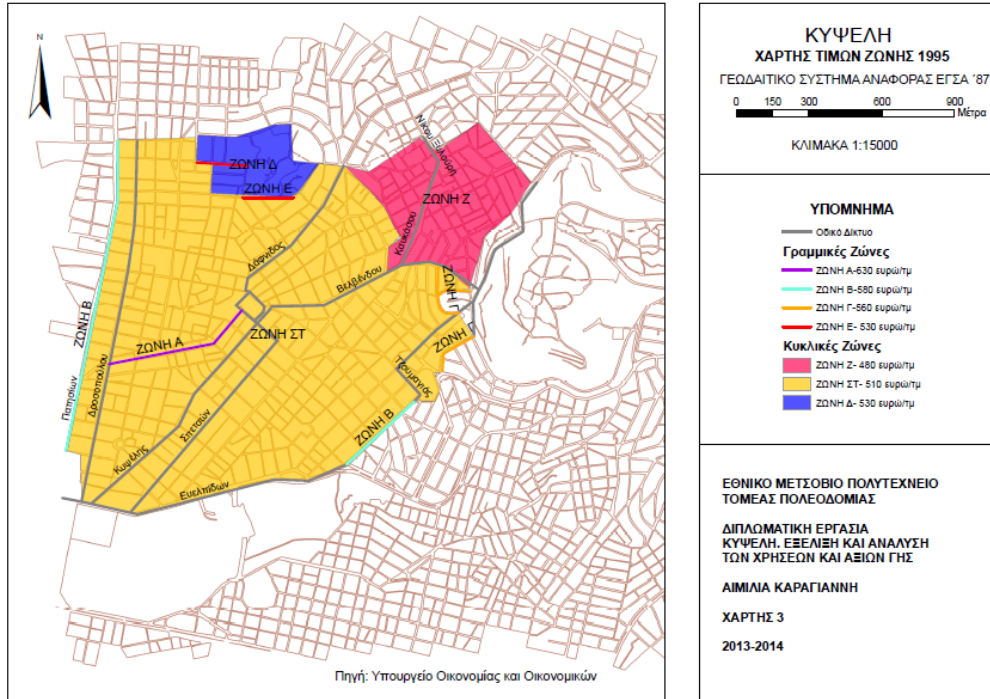 N
Νίκου Ξυλούρη
ΖΩΝΗ Δ
ΖΩΝΗ Ε
ΖΩΝΗ Ζ
Καυκάσου
Δάφνιδος
Βελβένδου
ΖΩΝΗ Γ
ΖΩΝΗ Β
ΖΩΝΗ ΣΤ
ΖΩΝΗ Α
ΖΩΝΗ Γ
Τζουμαγιάς
Πατησίων
Δροσοπούλου
Κυψέλης
Σπετσών
ΖΩΝΗ Β
Ευελπίδων
Πηγή: Υπουργείο Οικονομίας και Οικονομικών
ΚΥΨΕΛΗ
ΧΑΡΤΗΣ ΤΙΜΩΝ ΖΩΝΗΣ 1995
ΓΕΩΔΑΙΤΙΚΟ ΣΥΣΤΗΜΑ ΑΝΑΦΟΡΑΣ ΕΓΣΑ '87
0 150 300 600 900
Μέτρα
ΚΛΙΜΑΚΑ 1:15000
ΥΠΟΜΝΗΜΑ
Οδικό Δίκτυο
Γραμμικές Ζώνες
ΖΩΝΗ Α-630 ευρώ/τμ
ΖΩΝΗ Β-580 ευρώ/τμ
ΖΩΝΗ Γ-560 ευρώ/τμ
ΖΩΝΗ Ε- 530 ευρώ/τμ
Κυκλικές Ζώνες
ΖΩΝΗ Ζ- 480 ευρώ/τμ
ΖΩΝΗ ΣΤ- 510 ευρώ/τμ
ΖΩΝΗ Δ- 530 ευρώ/τμ
ΕΘΝΙΚΟ ΜΕΤΣΟΒΙΟ ΠΟΛΥΤΕΧΝΕΙΟ
ΤΟΜΕΑΣ ΠΟΛΕΟΔΟΜΙΑΣ
ΔΙΠΛΩΜΑΤΙΚΗ ΕΡΓΑΣΙΑ
ΚΥΨΕΛΗ. ΕΞΕΛΙΞΗ ΚΑΙ ΑΝΑΛΥΣΗ
ΤΩΝ ΧΡΗΣΕΩΝ ΚΑΙ ΑΞΙΩΝ ΓΗΣ
ΑΙΜΙΛΙΑ ΚΑΡΑΓΙΑΝΝΗ
ΧΑΡΤΗΣ 3
2013-2014